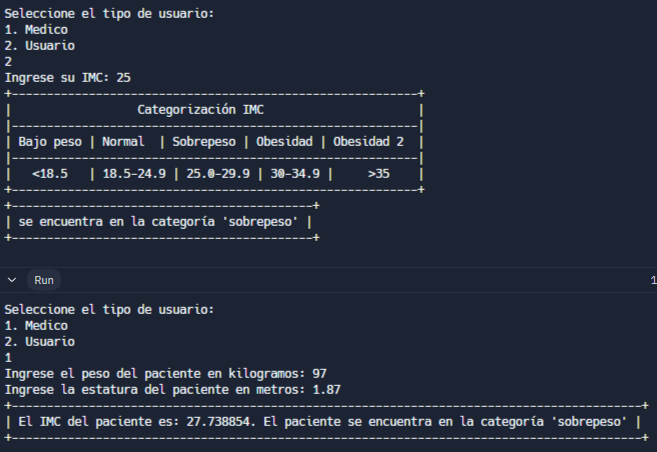 Seleccione el tipo de usuario:
1. Medico
2. Usuario
2
Ingrese su IMC: 25
+----------------------------------------------------------+
|                  Categorización IMC                      |
|----------------------------------------------------------|
| Bajo peso | Normal  | Sobrepeso | Obesidad | Obesidad 2  |
|----------------------------------------------------------|
|   <18.5   | 18.5-24.9 | 25.0-29.9 | 30-34.9 |     >35    |
+----------------------------------------------------------+
+-------------------------------------------+
| se encuentra en la categoría 'sobrepeso' |
+-------------------------------------------+
Run
1
Seleccione el tipo de usuario:
1. Medico
2. Usuario
1
Ingrese el peso del paciente en kilogramos: 97
Ingrese la estatura del paciente en metros: 1.87
+------------------------------------------------------------------------------------------+
| El IMC del paciente es: 27.738854. El paciente se encuentra en la categoría 'sobrepeso' |
+------------------------------------------------------------------------------------------+